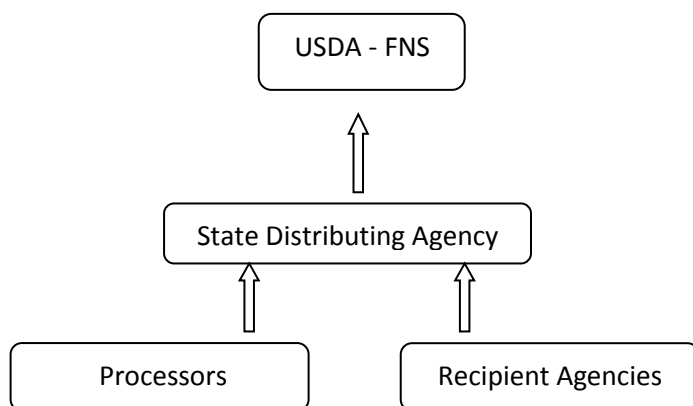 USDA - FNS
State Distributing Agency
Processors
Recipient Agencies